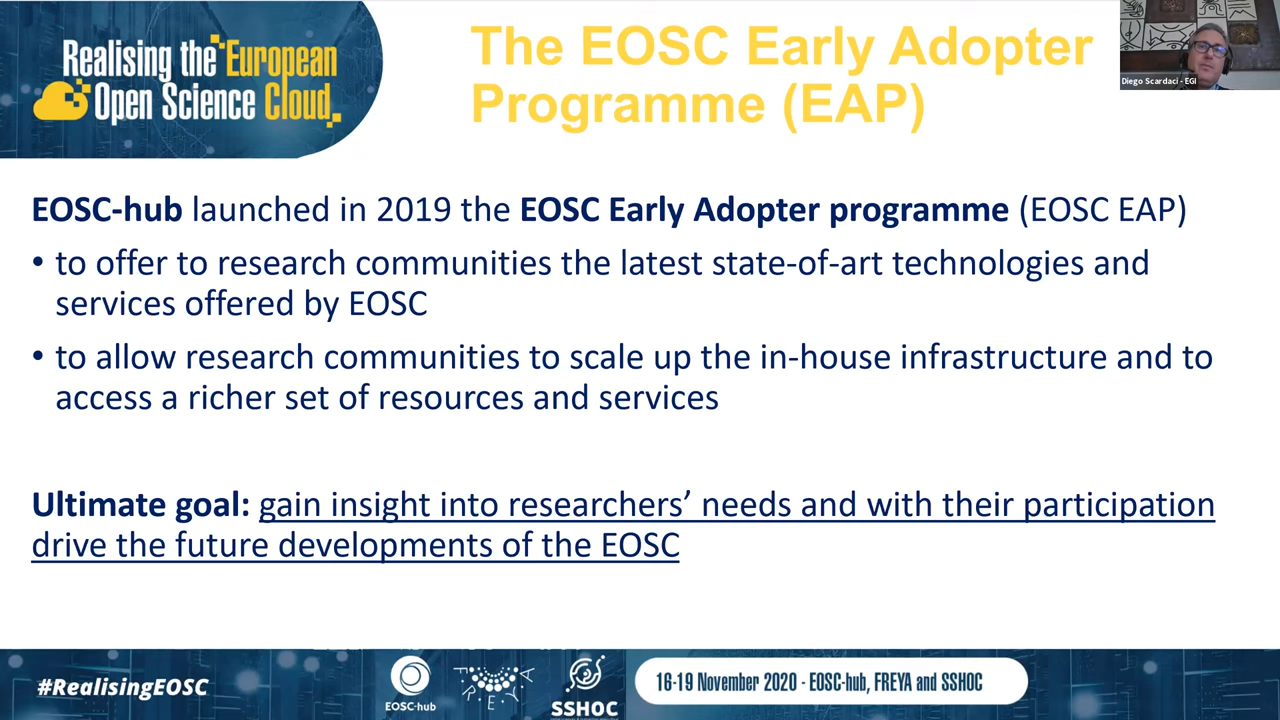 Realising the European
Open Science Cloud.
The EOSC Early Adopter
Programme (EAP)
Diego Scardaci - EGI
EOSC-hub launched in 2019 the EOSC Early Adopter programme (EOSC EAP)
• to offer to research communities the latest state-of-art technologies and
services offered by EOSC
• to allow research communities to scale up the in-house infrastructure and to
access a richer set of resources and services
Ultimate goal: gain insight into researchers’ needs and with their participation
drive the future developments of the EOSC
#RealisingEOSC
EOSC-hub
FREYA
SSHOC
16-19 November 2020 - EOSC-hub, FREYA and SSHOC